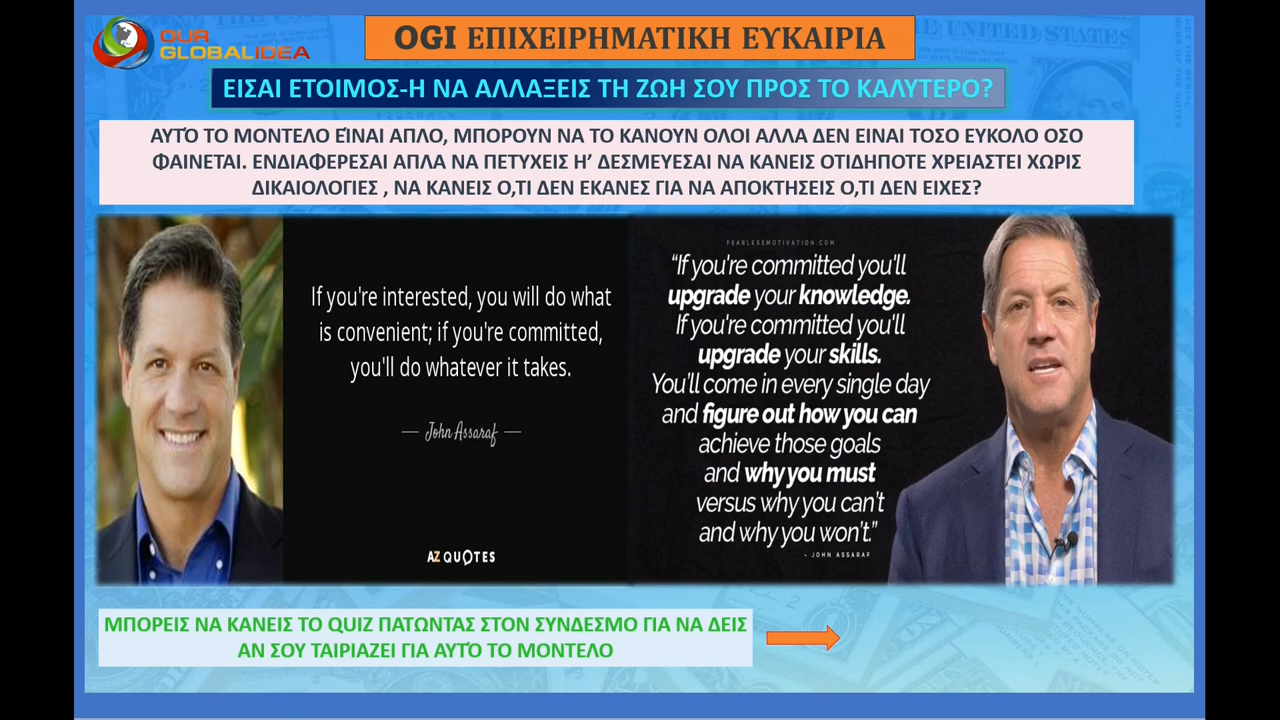 OUR
GLOBALIDEA
OGI ΕΠΙΧΕΙΡΗΜΑΤΙΚΗ ΕΥΚΑΙΡΙΑ
ΕΙΣΑΙ ΕΤΟΙΜΟΣ-Η ΝΑ ΑΛΛΑΞΕΙΣ ΤΗ ΖΩΗ ΣΟΥ ΠΡΟΣ ΤΟ ΚΑΛΥΤΕΡΟ?
ΑΥΤΌ ΤΟ ΜΟΝΤΕΛΟ ΕΊΝΑΙ ΑΠΛΟ, ΜΠΟΡΟΥΝ ΝΑ ΤΟ ΚΑΝΟΥΝ ΟΛΟΙ ΑΛΛΑ ΔΕΝ ΕΙΝΑΙ ΤΟΣΟ ΕΥΚΟΛΟ ΟΣΟ
ΦΑΙΝΕΤΑΙ. ΕΝΔΙΑΦΕΡΕΣΑΙ ΑΠΛΑ ΝΑ ΠΕΤΥΧΕΙΣ Η’ ΔΕΣΜΕΥΕΣΑΙ ΝΑ ΚΑΝΕΙΣ ΟΤΙΔΗΠΟΤΕ ΧΡΕΙΑΣΤΕΙ ΧΩΡΙΣ
ΔΙΚΑΙΟΛΟΓΙΕΣ , ΝΑ ΚΑΝΕΙΣ Ο,ΤΙ ΔΕΝ ΕΚΑΝΕΣ ΓΙΑ ΝΑ ΑΠΟΚΤΗΣΕΙΣ Ο,ΤΙ ΔΕΝ ΕΙΧΕΣ?
If you're interested, you will do what
is convenient; if you're committed,
you'll do whatever it takes.
— John Assaraf —
AZ QUOTES
FEARLESSMOTIVATION.COM
“If you're committed you'll
upgrade your knowledge.
If you're committed you'll
upgrade your skills.
You'll come in every single day
and figure out how you can
achieve those goals
and why you must
versus why you can't
and why you won't.”
- JOHN ASSARAF
ΜΠΟΡΕΙΣ ΝΑ ΚΑΝΕΙΣ ΤΟ QUIZ ΠΑΤΩΝΤΑΣ ΣΤΟΝ ΣΥΝΔΕΣΜΟ ΓΙΑ ΝΑ ΔΕΙΣ
ΑΝ ΣΟΥ ΤΑΙΡΙΑΖΕΙ ΓΙΑ ΑΥΤΌ ΤΟ ΜΟΝΤΕΛΟ